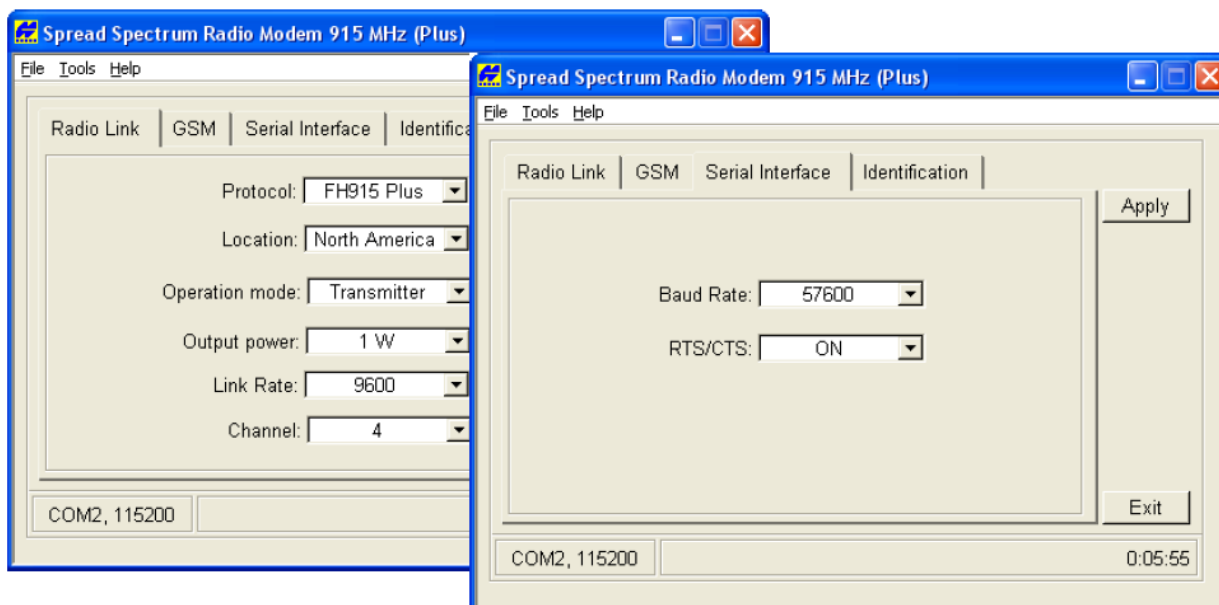 Spread Spectrum Radio Modem 915 MHz (Plus)
File Tools Help
Radio Link GSM Serial Interface Identifica
Protocol: FH915 Plus
Location: North America
Operation mode: Transmitter
Output power: 1 W
Link Rate: 9600
Channel: 4
COM2, 115200
Spread Spectrum Radio Modem 915 MHz (Plus)
File Tools Help
Radio Link GSM Serial Interface Identification
Apply
Baud Rate: 57600
RTS/CTS: ON
Exit
COM2, 115200 0:05:55